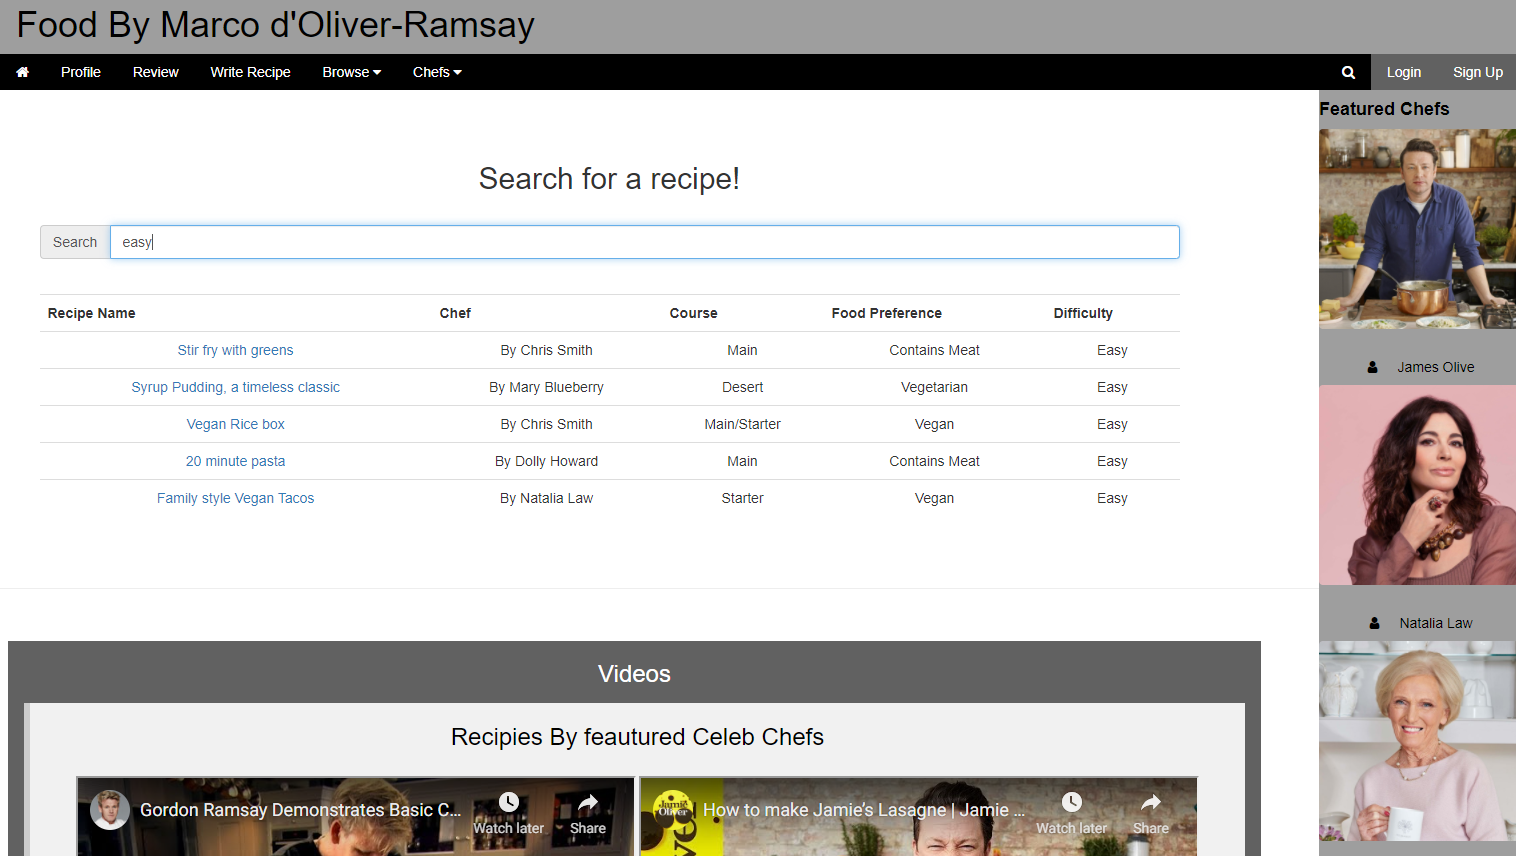 Food By Marco d'Oliver-Ramsay
Profile Review Write Recipe Browse Chefs Login Sign Up
Featured Chefs
Search for a recipe!
Search easy
Recipe Name Chef Course Food Preference Difficulty
Stir fry with greens By Chris Smith Main Contains Meat Easy
Syrup Pudding, a timeless classic By Mary Blueberry Desert Vegetarian Easy
Vegan Rice box By Chris Smith Main/Starter Vegan Easy
20 minute pasta By Dolly Howard Main Contains Meat Easy
Family style Vegan Tacos By Natalia Law Starter Vegan Easy
James Olive
Natalia Law
Videos
Recipies By feautured Celeb Chefs
Gordon Ramsay Demonstrates Basic C...
Watch later Share
Jamie Oliver
How to make Jamie’s Lasagne | Jamie ...
Watch later Share